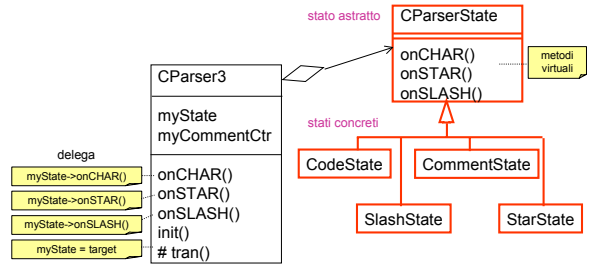 stato astratto
CParserState
onCHAR()
onSTAR()
onSLASH()
metodi
virtuali
CParser3
myState
myCommentCtr
stati concreti
delega
myState->onCHAR()
onCHAR()
myState->onSTAR()
onSTAR()
myState->onSLASH()
onSLASH()
init()
myState = target
# tran()
CodeState
CommentState
SlashState
StarState